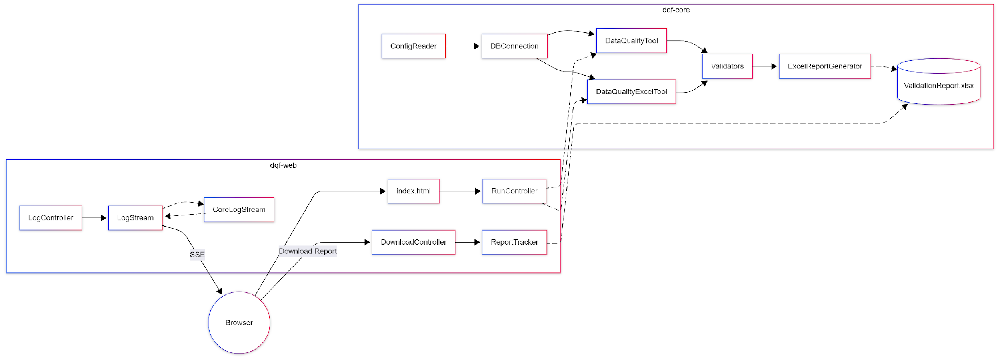 dqf-core
ConfigReader
DBConnection
DataQualityTool
DataQualityExcelTool
Validators
ExcelReportGenerator
ValidationReport.xlsx
dqf-web
LogController
LogStream
CoreLogStream
index.html
RunController
DownloadController
ReportTracker
SSE
Download Report
Browser